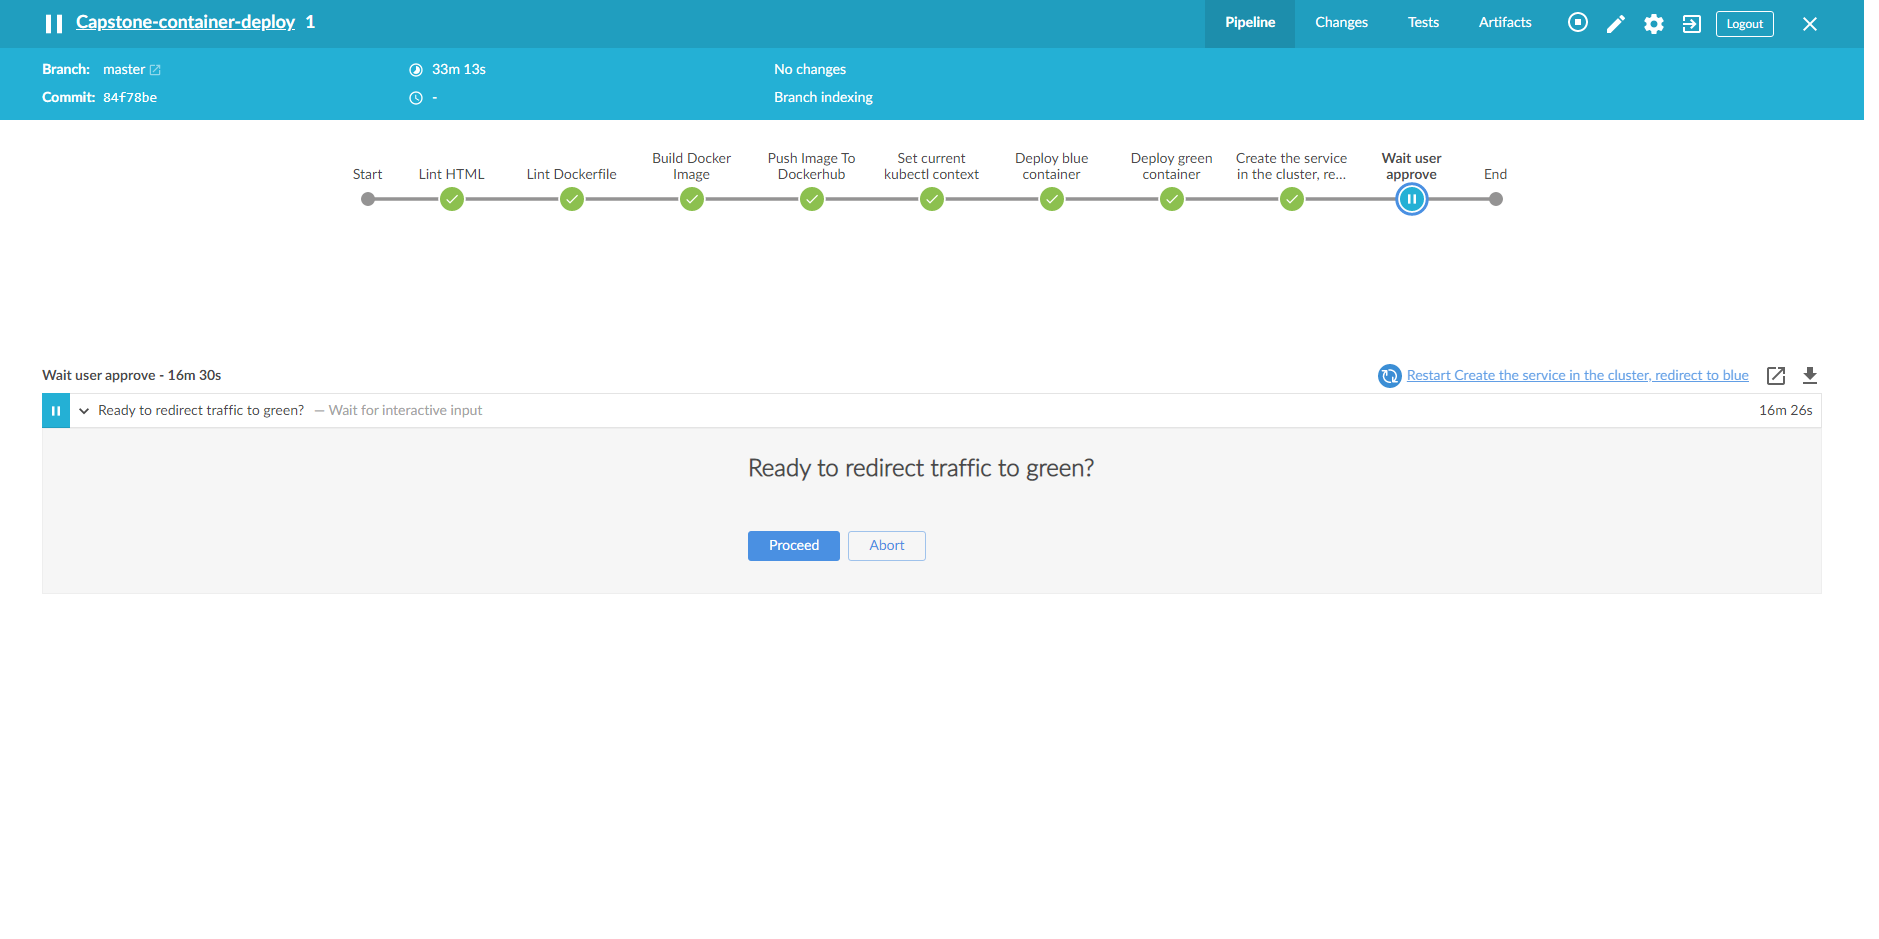 Capstone-container-deploy 1
Pipeline Changes Tests Artifacts Logout
Branch: master 33m 13s No changes
Commit: 84f78be - Branch indexing
Start
Lint HTML
Lint Dockerfile
Build Docker
Image
Push Image To
Dockerhub
Set current
kubectl context
Deploy blue
container
Deploy green
container
Create the service
in the cluster, re...
Wait user
approve
End
Wait user approve - 16m 30s
Restart Create the service in the cluster, redirect to blue
Ready to redirect traffic to green? — Wait for interactive input 16m 26s
Ready to redirect traffic to green?
Proceed Abort